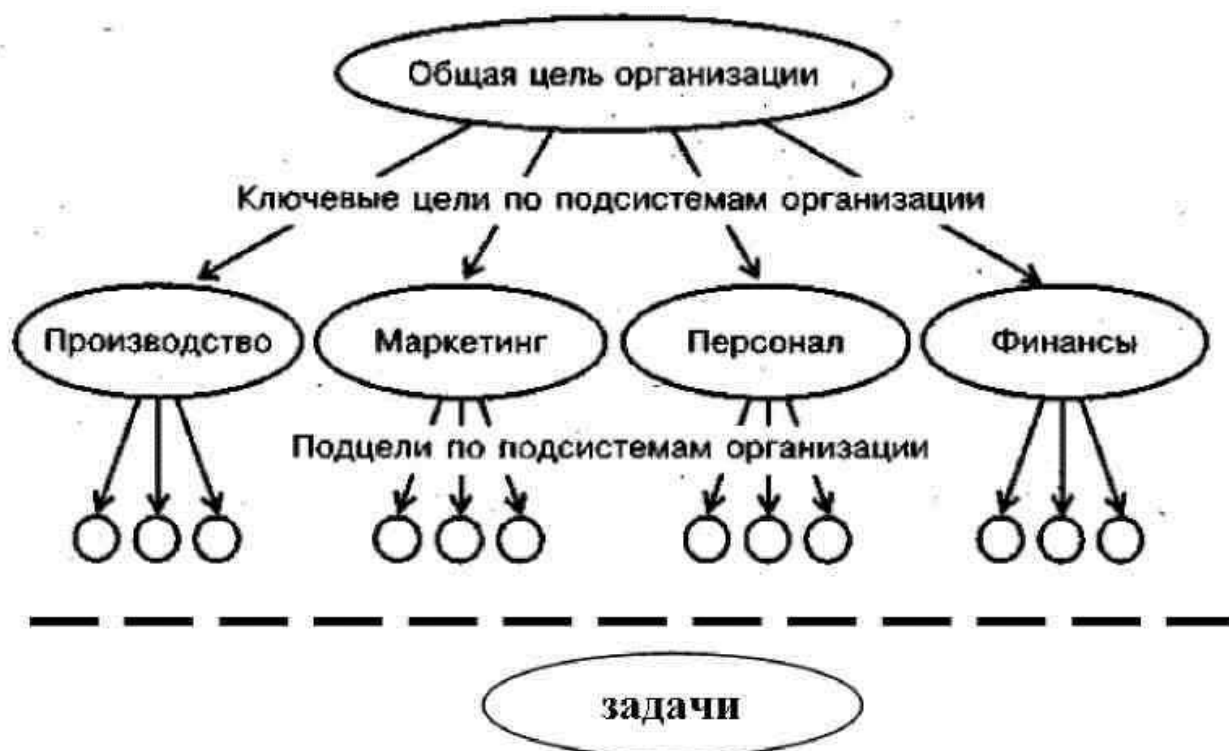 Общая цель организации
Ключевые цели по подсистемам организации
Производство
Маркетинг
Персонал
Финансы
Подцели по подсистемам организации
задачи